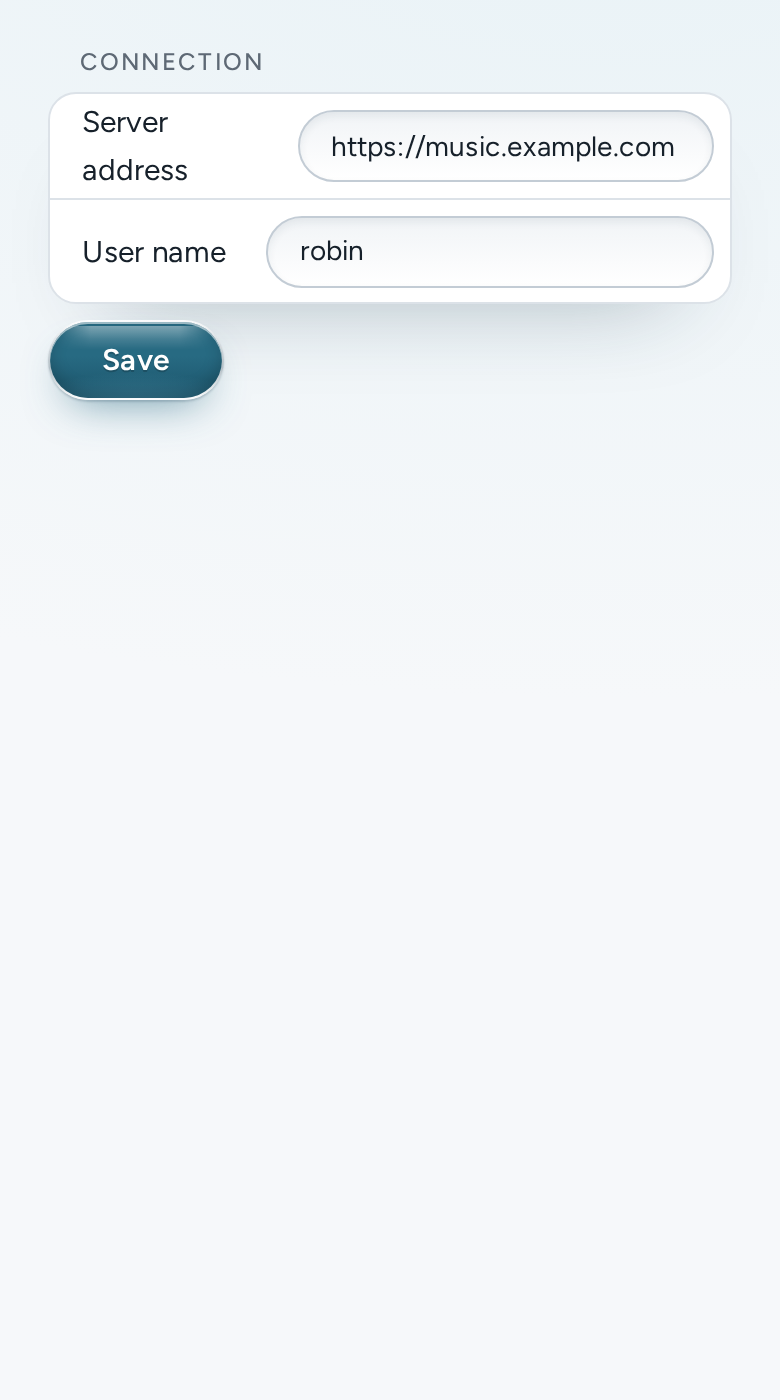 CONNECTION
Server
address
https://music.example.com
User name
robin
Save